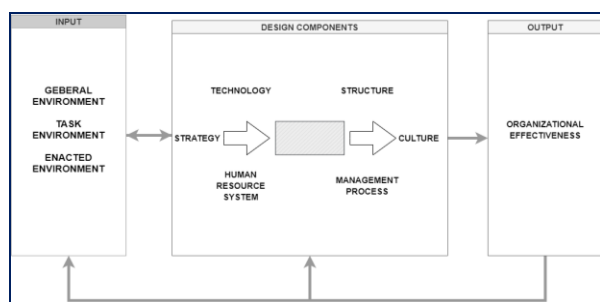 INPUT
GEBERAL
ENVIRONMENT
TASK
ENVIRONMENT
ENACTED
ENVIRONMENT
DESIGN COMPONENTS
TECHNOLOGY
STRUCTURE
STRATEGY
CULTURE
HUMAN
RESOURCE
SYSTEM
MANAGEMENT
PROCESS
OUTPUT
ORGANIZATIONAL
EFFECTIVENESS